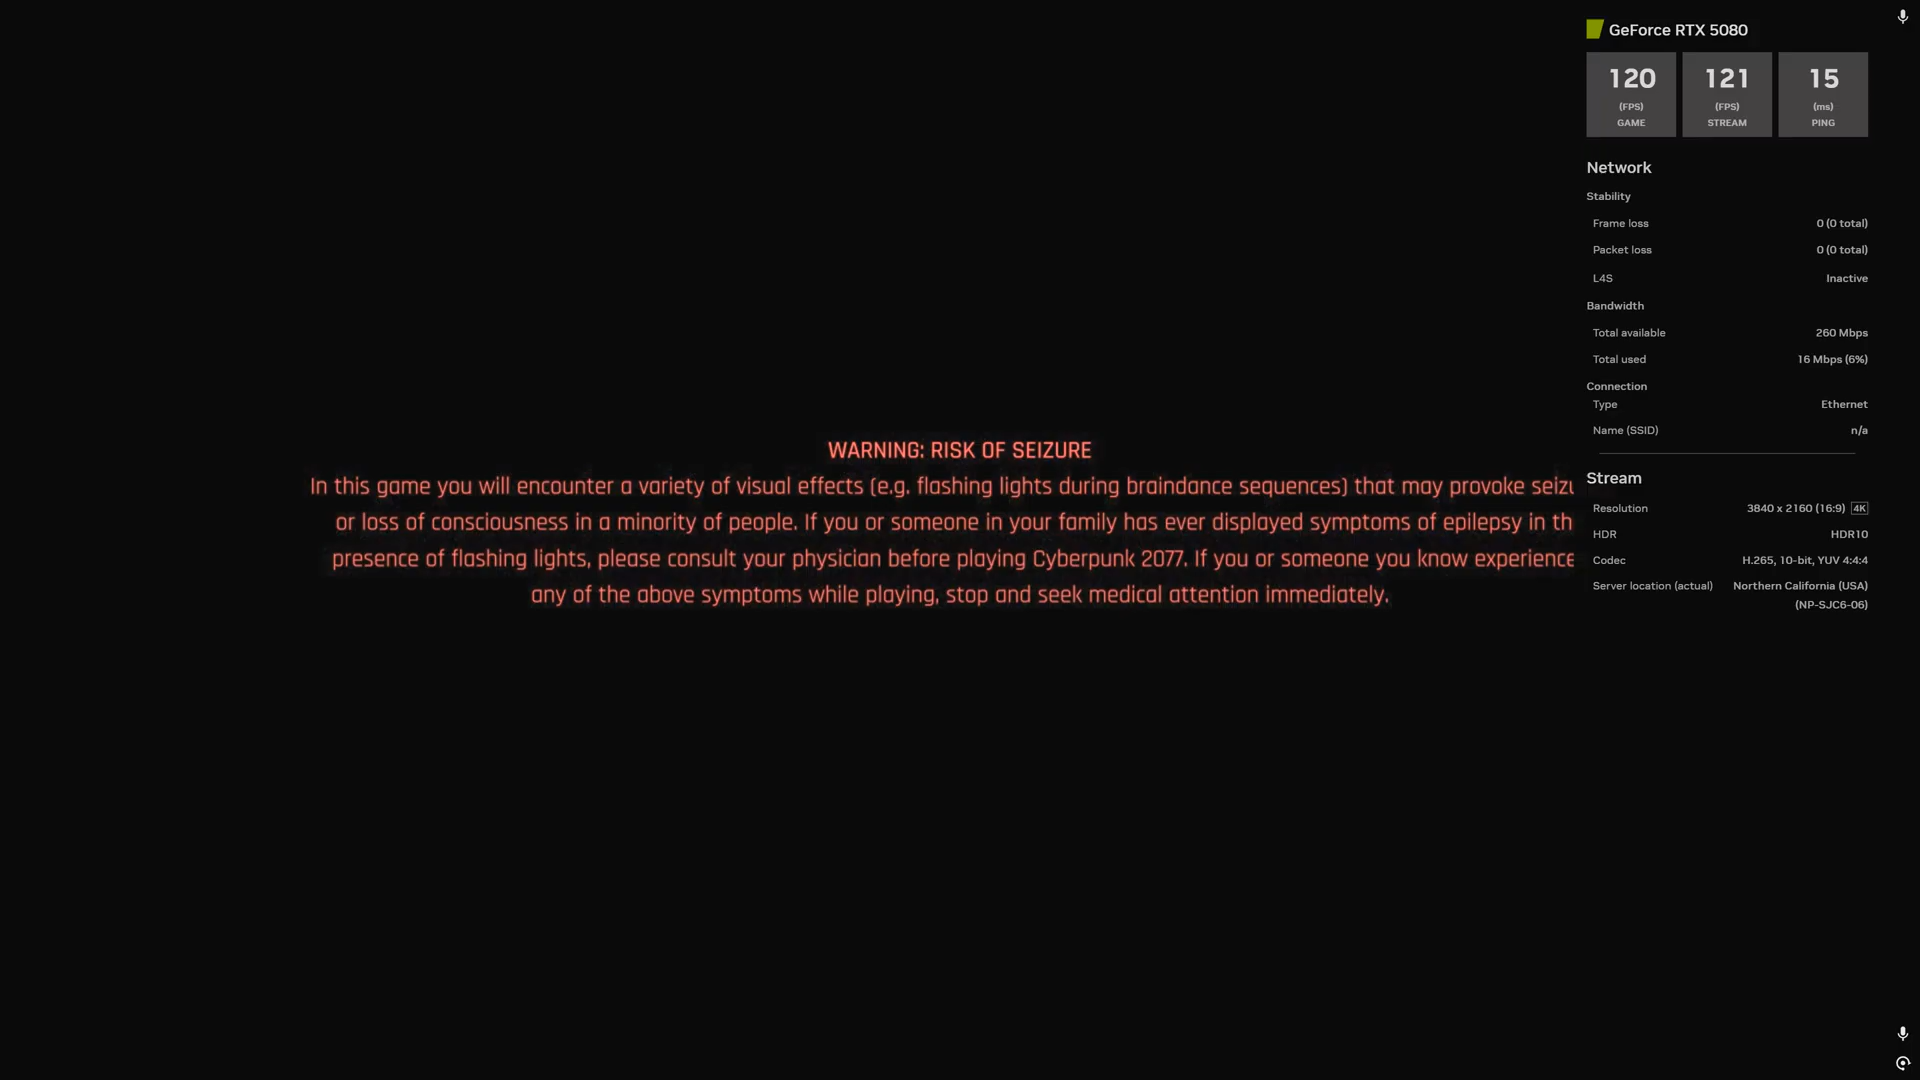 GeForce RTX 5080
120 121 15
(FPS) (FPS) (ms)
GAME STREAM PING
Network
Stability
Frame loss 0 (0 total)
Packet loss 0 (0 total)
L4S Inactive
Bandwidth
Total available 260 Mbps
Total used 16 Mbps (6%)
Connection
Type Ethernet
Name (SSID) n/a
Stream
Resolution 3840 x 2160 (16:9) 4K
HDR HDR10
Codec H.265, 10-bit, YUV 4:4:4
Server location (actual) Northern California (USA)
(NP-SJC6-06)
WARNING: RISK OF SEIZURE
In this game you will encounter a variety of visual effects (e.g. flashing lights during braindance sequences) that may provoke
or loss of consciousness in a minority of people. If you or someone in your family has ever displayed symptoms of epilepsy in
presence of flashing lights, please consult your physician before playing Cyberpunk 2077. If you or someone you know experience
any of the above symptoms while playing, stop and seek medical attention immediately.